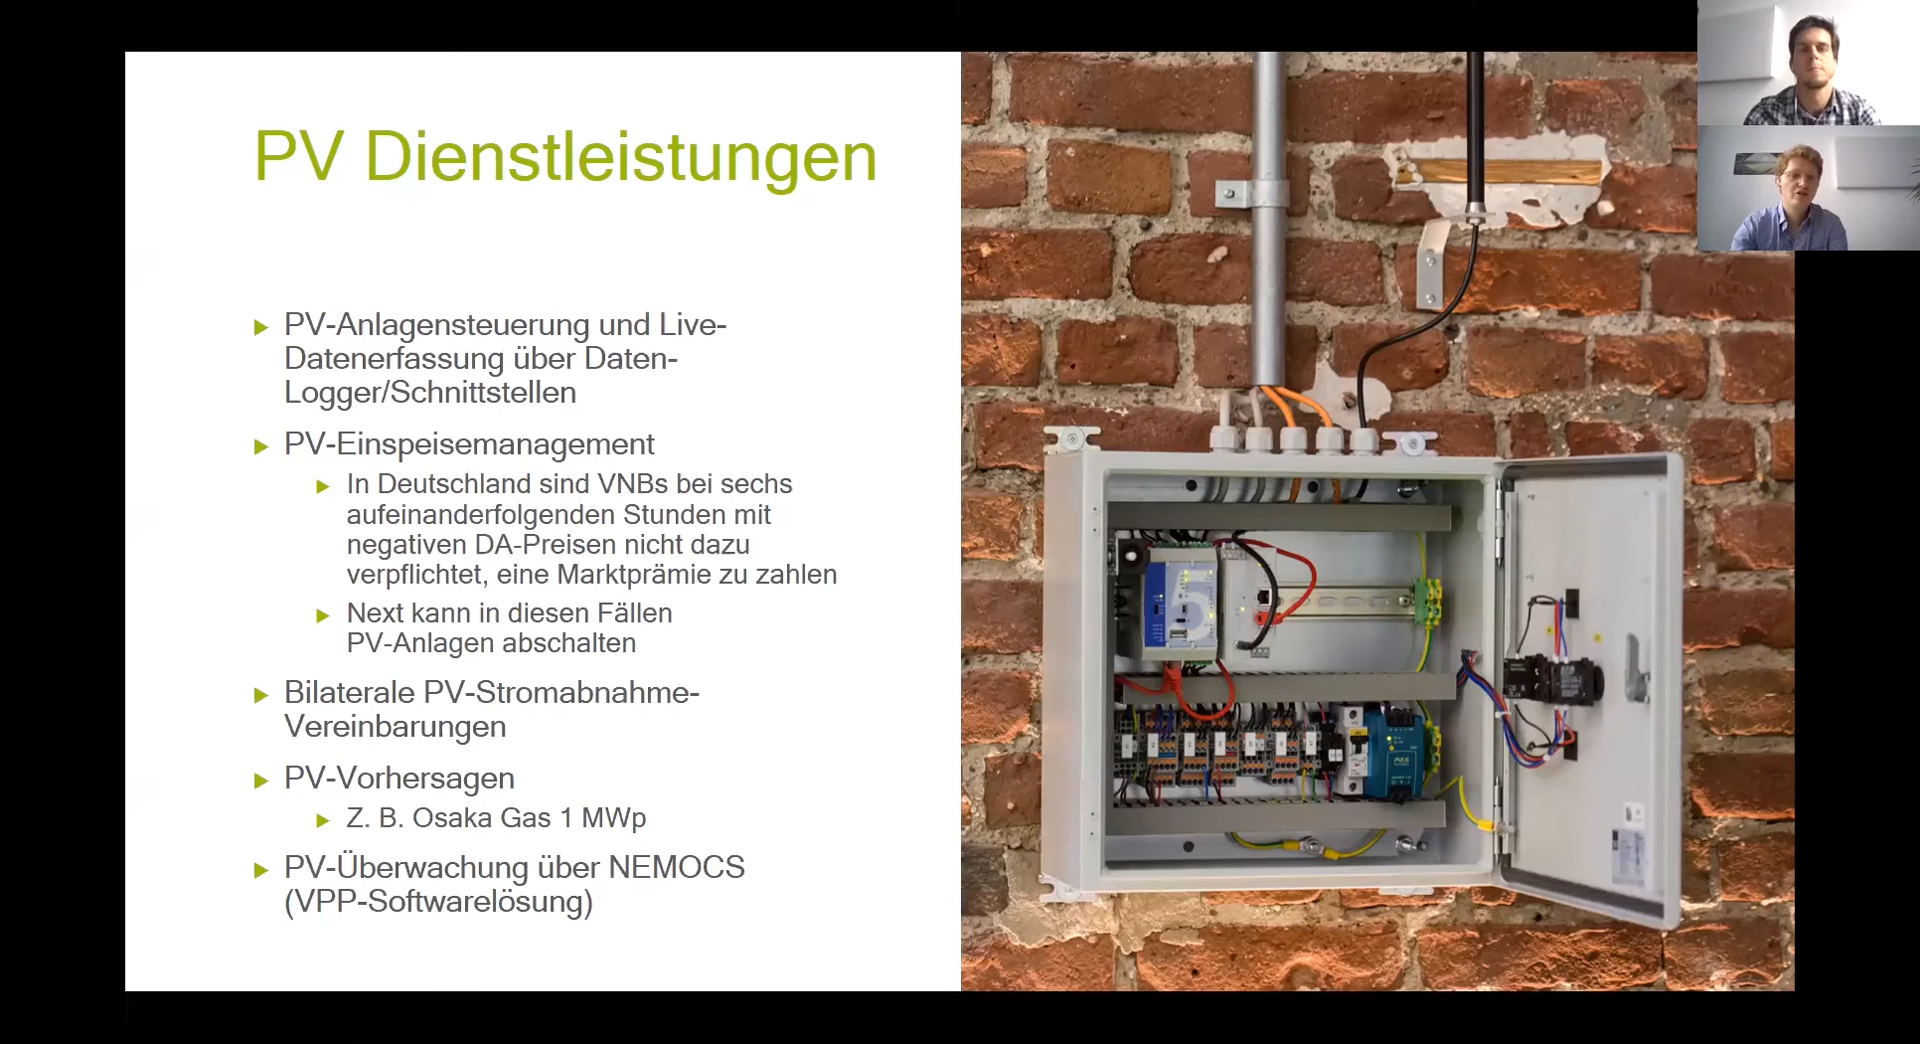 PV Dienstleistungen
PV-Anlagensteuerung und Live-
Datenerfassung über Daten-
Logger/Schnittstellen
PV-Einspeisemanagement
In Deutschland sind VNBs bei sechs
aufeinanderfolgenden Stunden mit
negativen DA-Preisen nicht dazu
verpflichtet, eine Marktprämie zu zahlen
Next kann in diesen Fällen
PV-Anlagen abschalten
Bilaterale PV-Stromabnahme-
Vereinbarungen
PV-Vorhersagen
Z. B. Osaka Gas 1 MWp
PV-Überwachung über NEMOCS
(VPP-Softwarelösung)
5
PULS